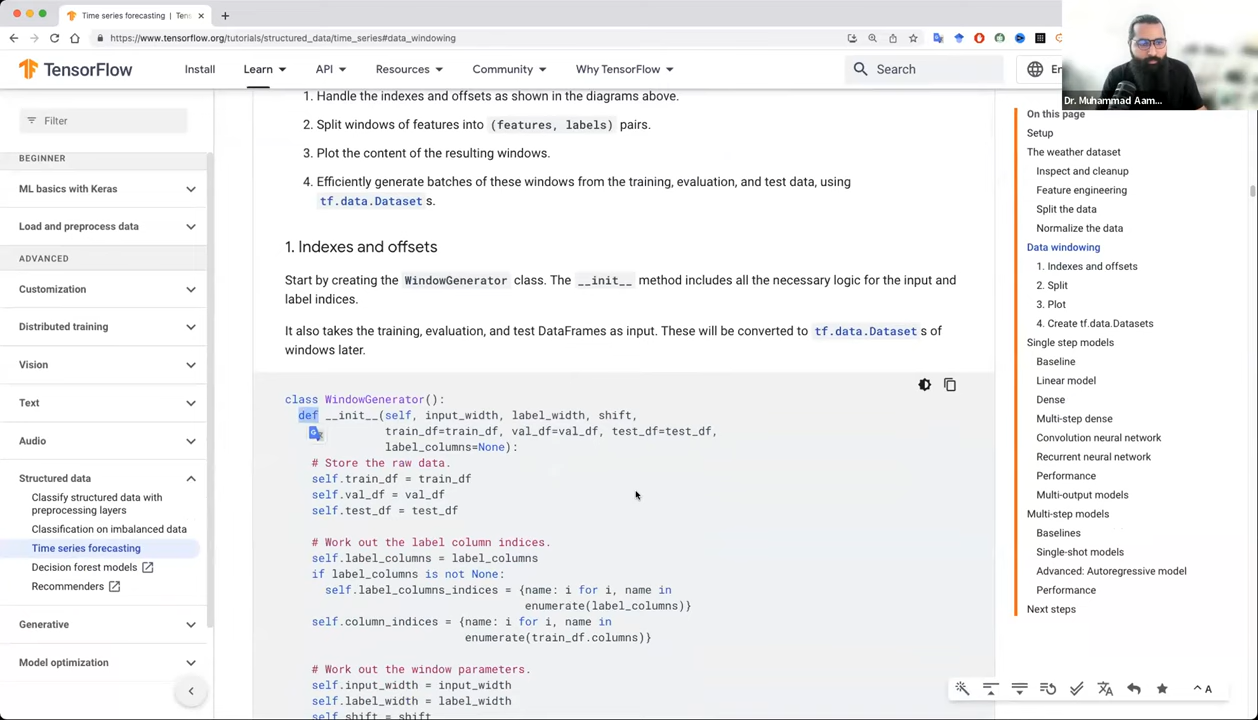 Time series forecasting | Tens
https://www.tensorflow.org/tutorials/structured_data/time_series#data_windowing
TensorFlow
Install
Learn
API
Resources
Community
Why TensorFlow
Search
Dr. Muhammad Aam...
Filter
BEGINNER
ML basics with Keras
Load and preprocess data
ADVANCED
Customization
Distributed training
Vision
Text
Audio
Structured data
Classify structured data with
preprocessing layers
Classification on imbalanced data
Time series forecasting
Decision forest models
Recommenders
Generative
Model optimization
1. Handle the indexes and offsets as shown in the diagrams above.
2. Split windows of features into (features, labels) pairs.
3. Plot the content of the resulting windows.
4. Efficiently generate batches of these windows from the training, evaluation, and test data, using
tf.data.Dataset s.
1. Indexes and offsets
Start by creating the WindowGenerator class. The __init__ method includes all the necessary logic for the input and
label indices.
It also takes the training, evaluation, and test DataFrames as input. These will be converted to tf.data.Dataset s of
windows later.
class WindowGenerator():
def __init__(self, input_width, label_width, shift,
train_df=train_df, val_df=val_df, test_df=test_df,
label_columns=None):
# Store the raw data.
self.train_df = train_df
self.val_df = val_df
self.test_df = test_df
# Work out the label column indices.
self.label_columns = label_columns
if label_columns is not None:
self.label_columns_indices = {name: i for i, name in
enumerate(label_columns)}
self.column_indices = {name: i for i, name in
enumerate(train_df.columns)}
# Work out the window parameters.
self.input_width = input_width
self.label_width = label_width
self.shift = shift
On this page
Setup
The weather dataset
Inspect and cleanup
Feature engineering
Split the data
Normalize the data
Data windowing
1. Indexes and offsets
2. Split
3. Plot
4. Create tf.data.Datasets
Single step models
Baseline
Linear model
Dense
Multi-step dense
Convolution neural network
Recurrent neural network
Performance
Multi-output models
Multi-step models
Baselines
Single-shot models
Advanced: Autoregressive model
Performance
Next steps
A